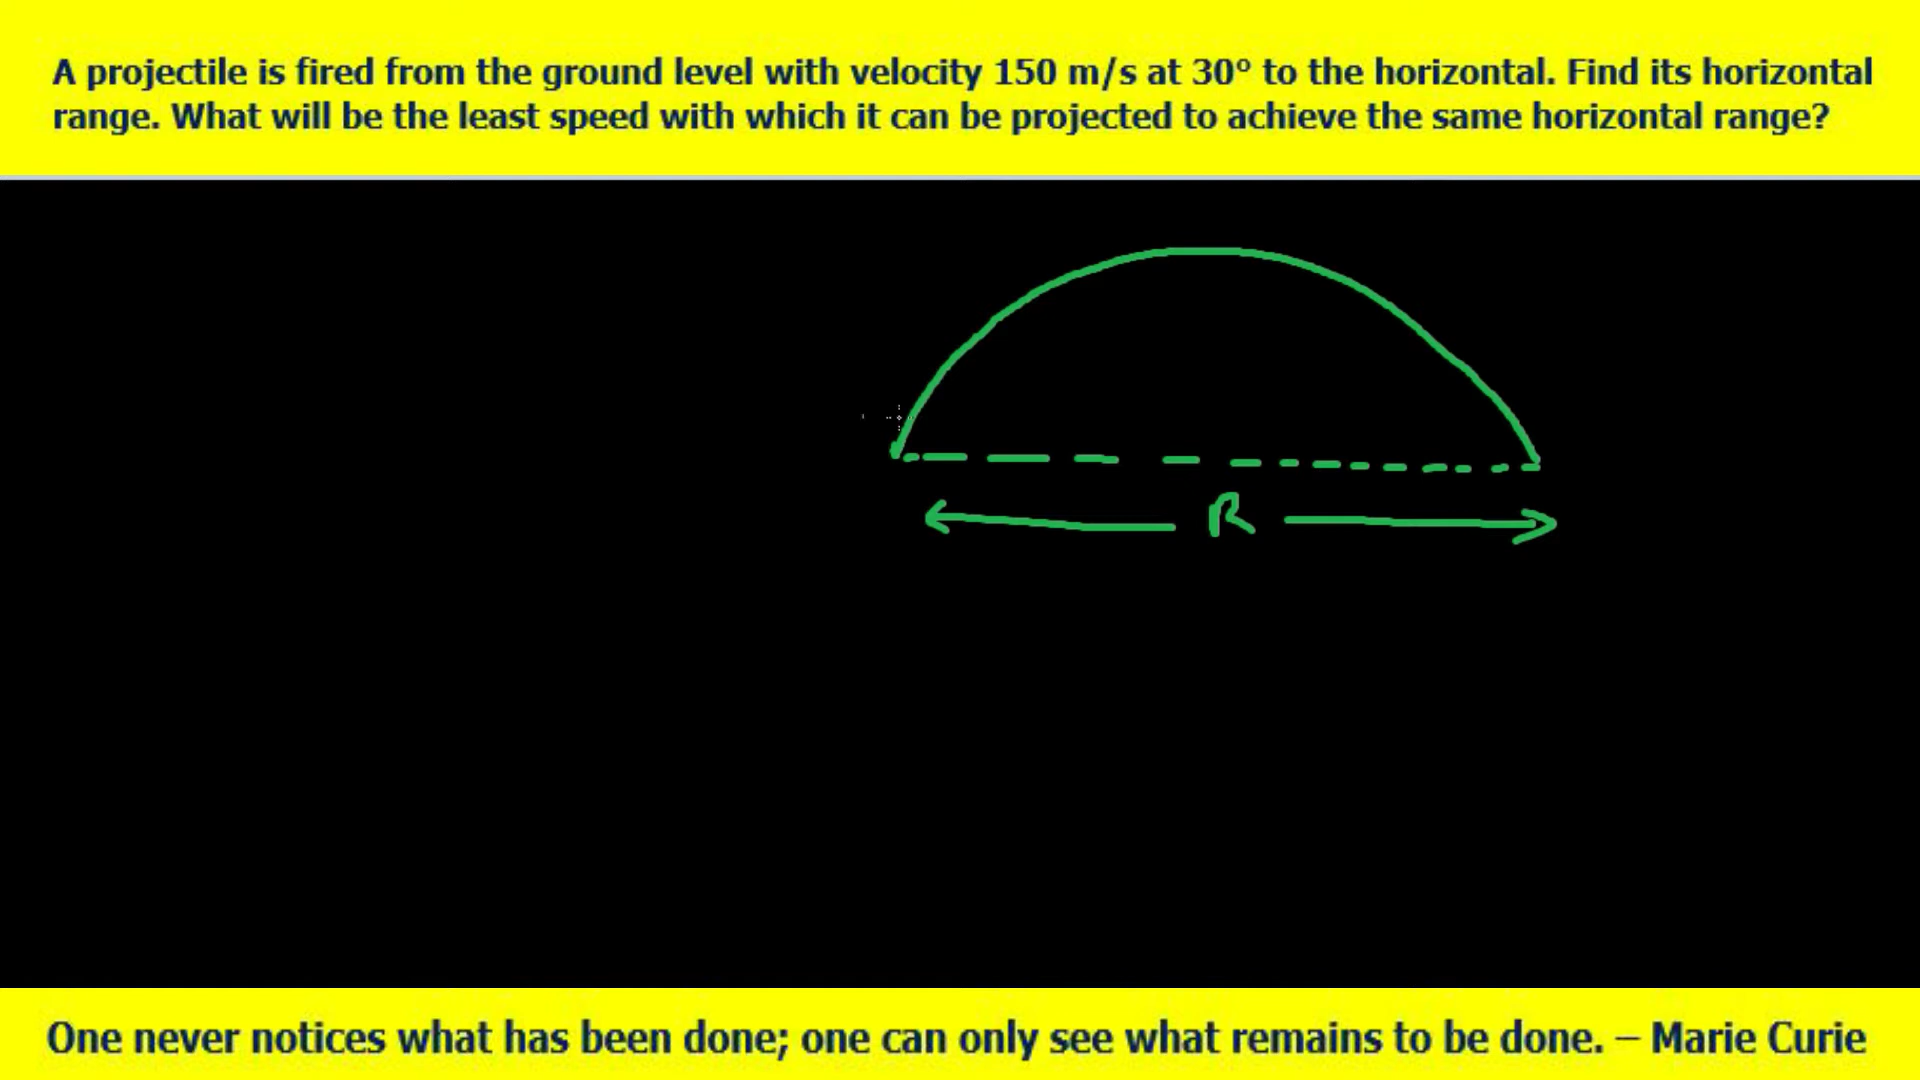 A projectile is fired from the ground level with velocity 150 m/s at 30° to the horizontal. Find its horizontal
range. What will be the least speed with which it can be projected to achieve the same horizontal range?
R
One never notices what has been done; one can only see what remains to be done. – Marie Curie